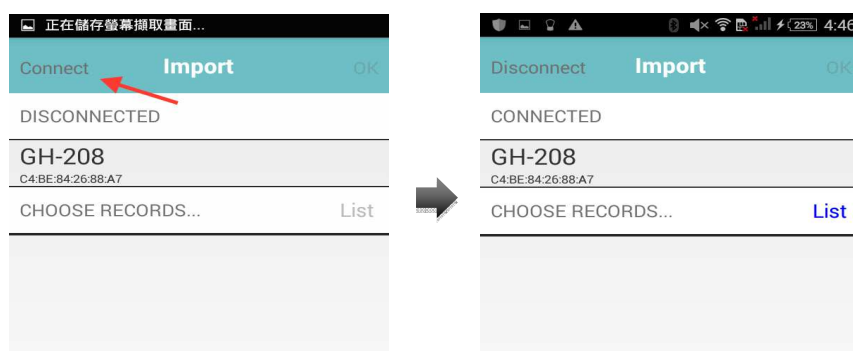 正在儲存螢幕擷取畫面...
Connect Import OK
DISCONNECTED
GH-208
C4:BE:84:26:88:A7
CHOOSE RECORDS... List
23% 4:46
Disconnect Import OK
CONNECTED
GH-208
C4:BE:84:26:88:A7
CHOOSE RECORDS... List